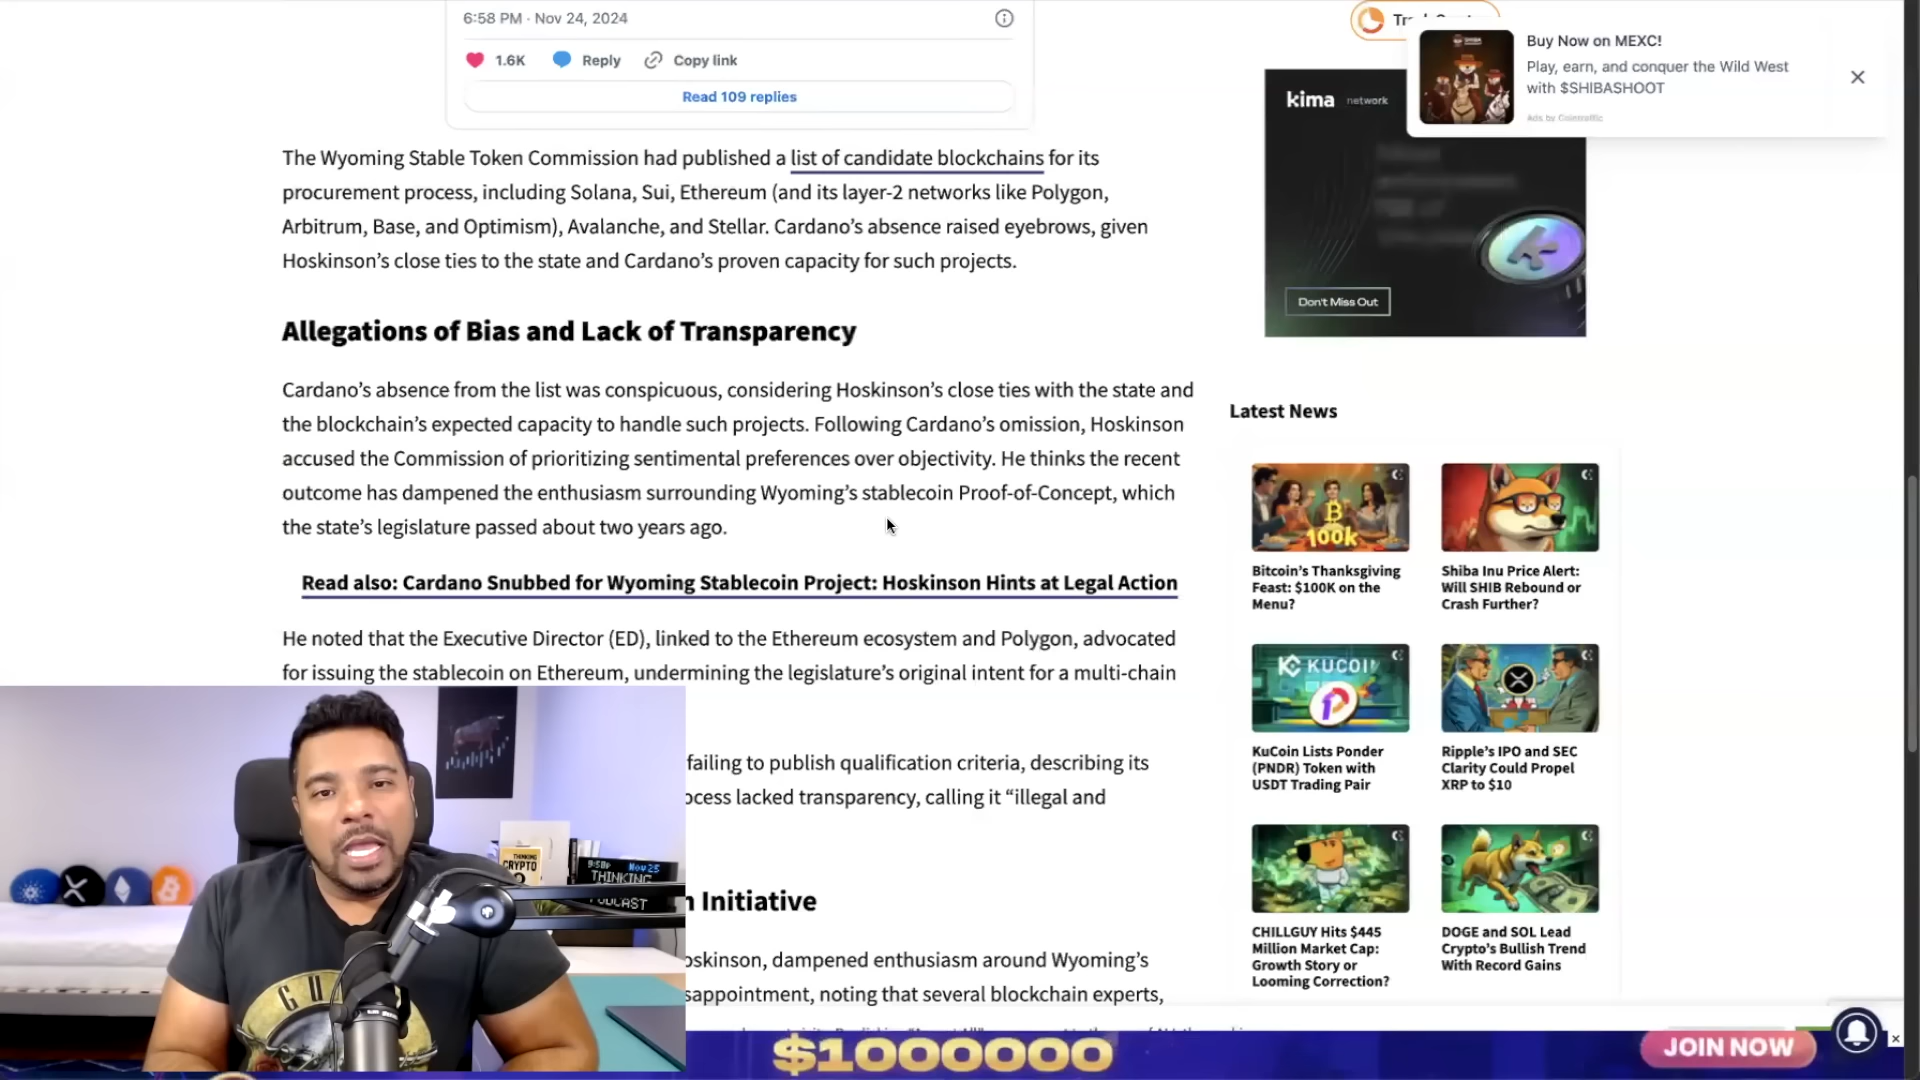 6:58 PM · Nov 24, 2024
1.6K Reply Copy link
Read 109 replies
The Wyoming Stable Token Commission had published a list of candidate blockchains for its
procurement process, including Solana, Sui, Ethereum (and its layer-2 networks like Polygon,
Arbitrum, Base, and Optimism), Avalanche, and Stellar. Cardano’s absence raised eyebrows, given
Hoskinson’s close ties to the state and Cardano’s proven capacity for such projects.
Allegations of Bias and Lack of Transparency
Cardano’s absence from the list was conspicuous, considering Hoskinson’s close ties with the state and
the blockchain’s expected capacity to handle such projects. Following Cardano’s omission, Hoskinson
accused the Commission of prioritizing sentimental preferences over objectivity. He thinks the recent
outcome has dampened the enthusiasm surrounding Wyoming’s stablecoin Proof-of-Concept, which
the state’s legislature passed about two years ago.
Read also: Cardano Snubbed for Wyoming Stablecoin Project: Hoskinson Hints at Legal Action
He noted that the Executive Director (ED), linked to the Ethereum ecosystem and Polygon, advocated
for issuing the stablecoin on Ethereum, undermining the legislature’s original intent for a multi-chain
failing to publish qualification criteria, describing its
ocess lacked transparency, calling it “illegal and
n Initiative
oskinson, dampened enthusiasm around Wyoming’s
sappointment, noting that several blockchain experts,
THINKING
CRYPTO
9:58p Nov 25
THINKING
PODCAST
GU
$1000000
JOIN NOW
Buy Now on MEXC!
Play, earn, and conquer the Wild West
with $SHIBASHOOT
Ads by Cointraffic
kima network
Don't Miss Out
Latest News
100k
Bitcoin’s Thanksgiving
Feast: $100K on the
Menu?
Shiba Inu Price Alert:
Will SHIB Rebound or
Crash Further?
KUCOIN
KuCoin Lists Ponder
(PNDR) Token with
USDT Trading Pair
Ripple’s IPO and SEC
Clarity Could Propel
XRP to $10
CHILLGUY Hits $445
Million Market Cap:
Growth Story or
Looming Correction?
DOGE and SOL Lead
Crypto’s Bullish Trend
With Record Gains